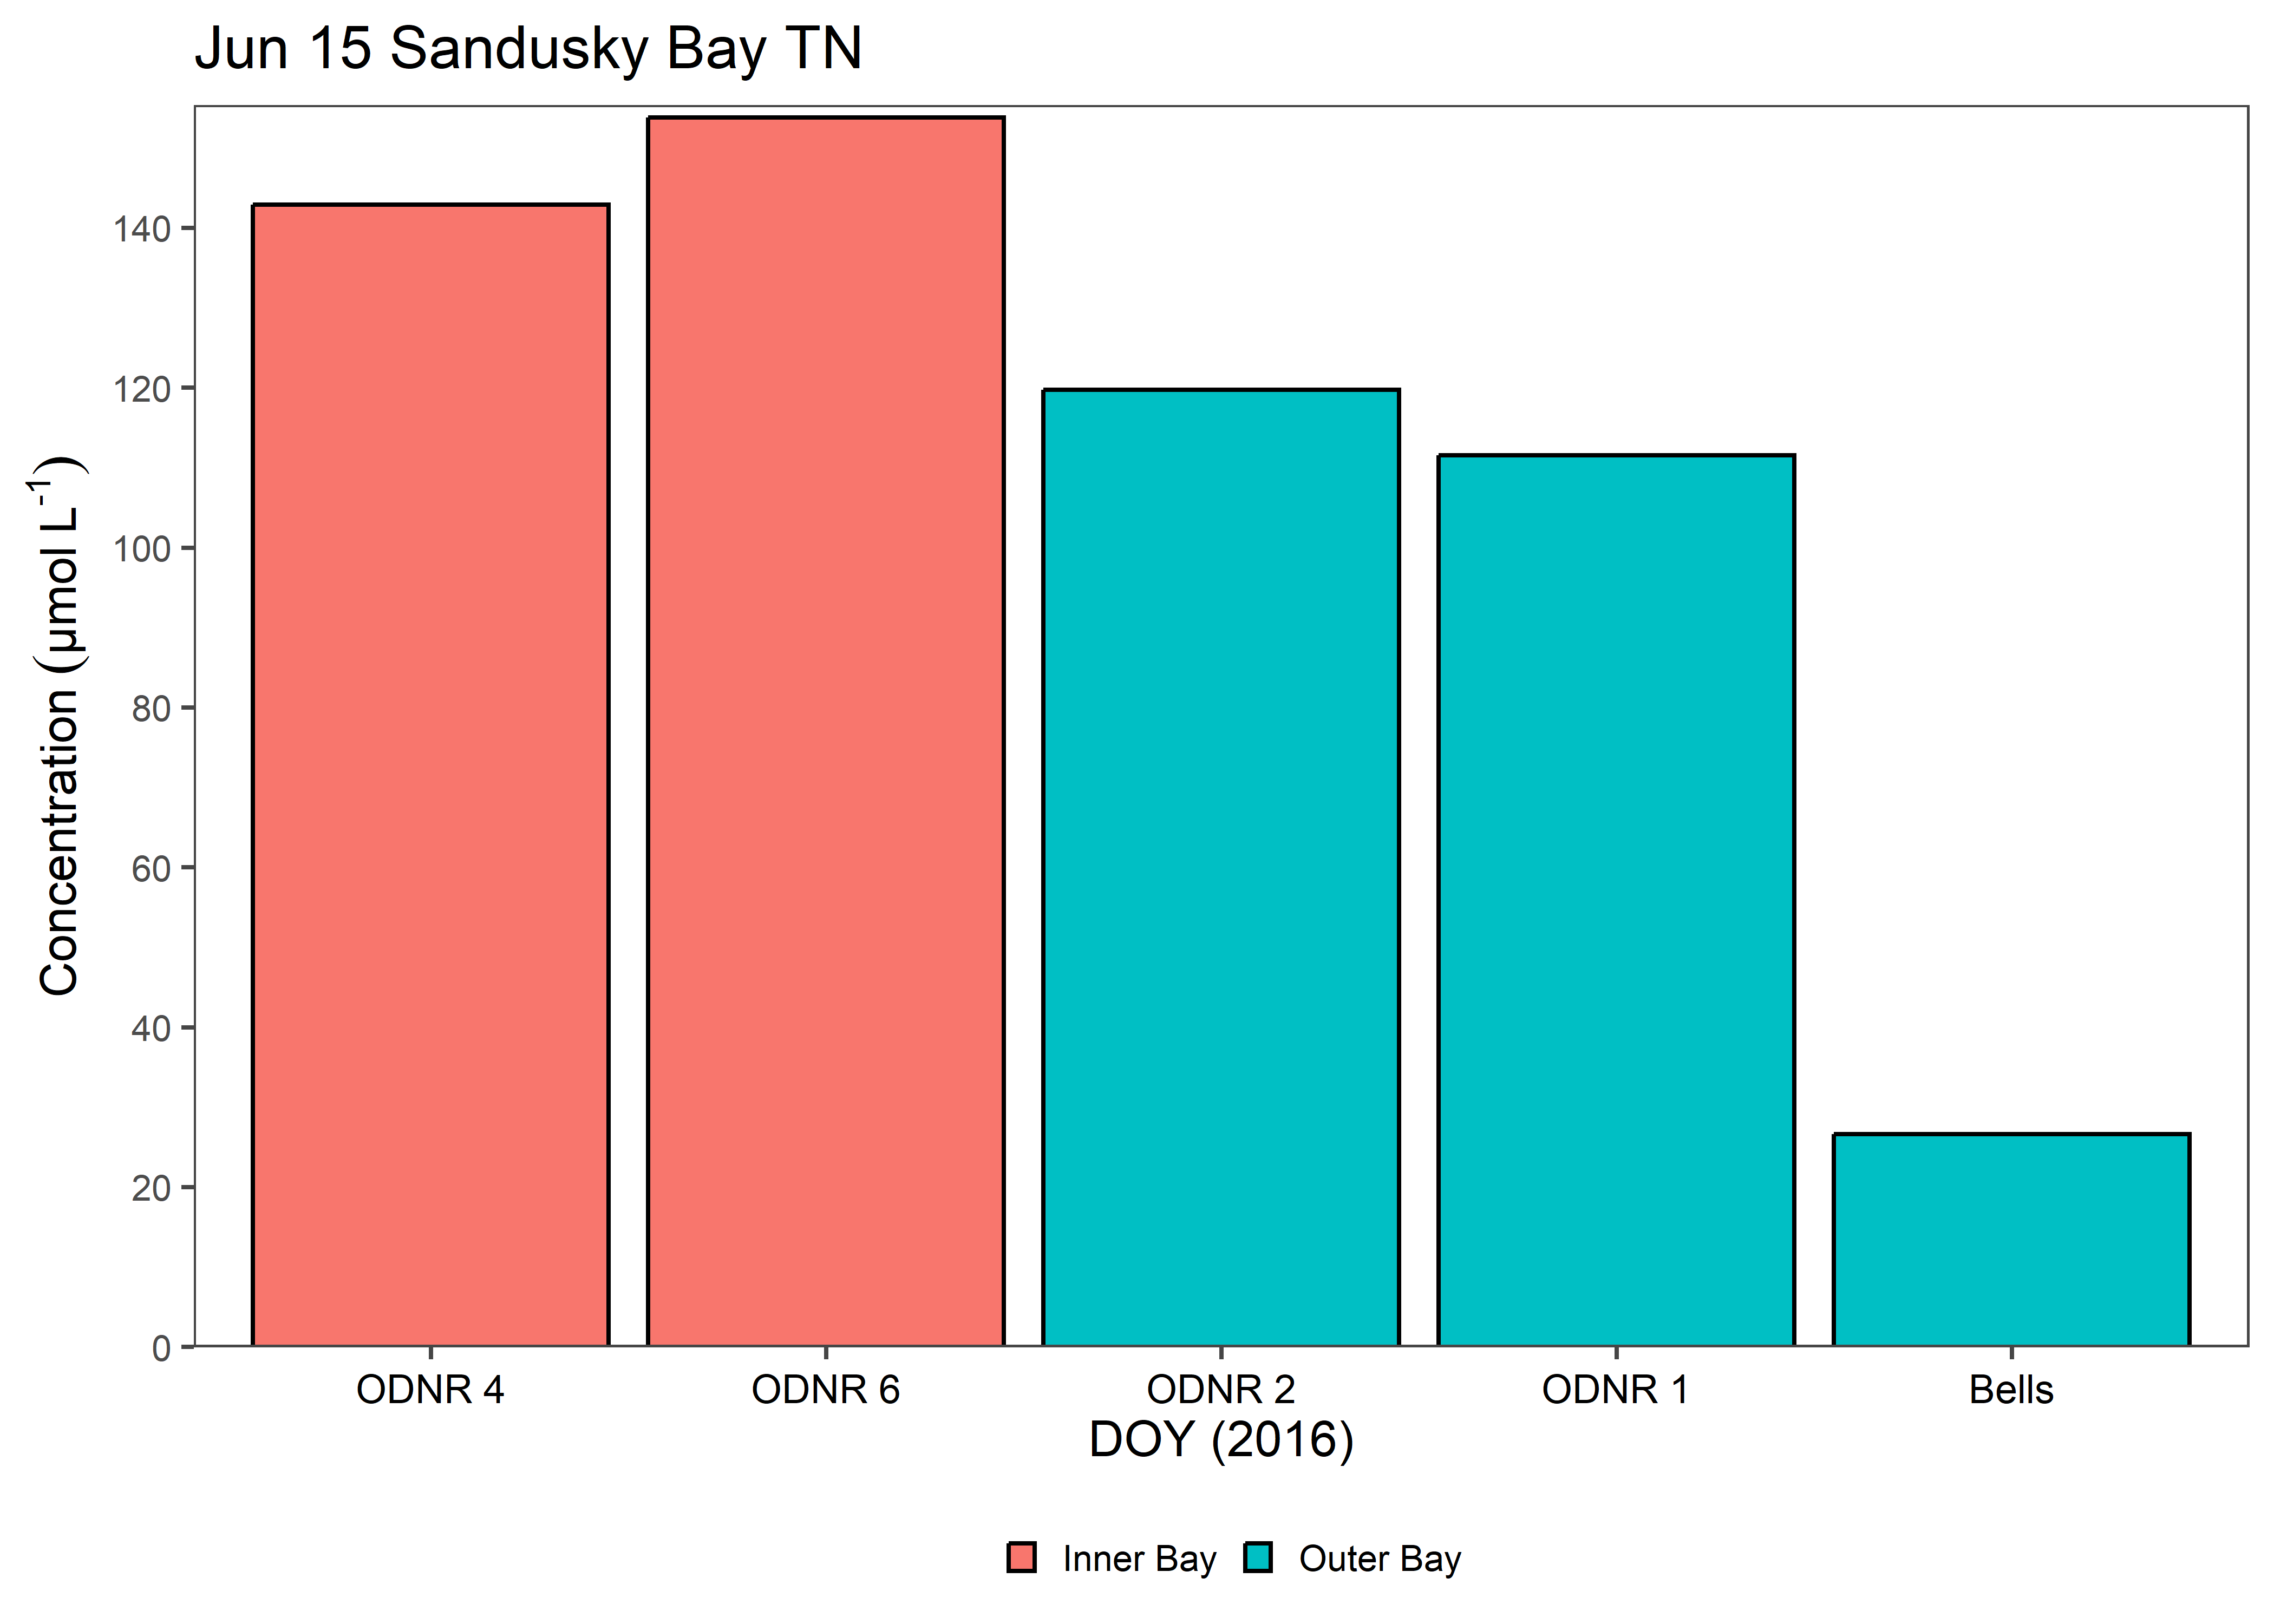 Jun 15 Sandusky Bay TN
Concentration (µmol L⁻¹)
140
120
100
80
60
40
20
0
ODNR 4 ODNR 6 ODNR 2 ODNR 1 Bells
DOY (2016)
Inner Bay Outer Bay